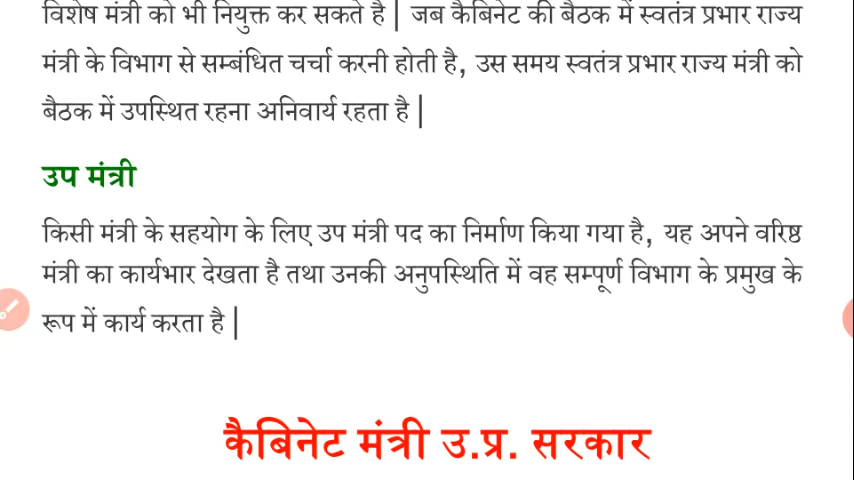 विशेष मंत्री को भी नियुक्त कर सकते है | जब कैबिनेट की बैठक में स्वतंत्र प्रभार राज्य
मंत्री के विभाग से सम्बंधित चर्चा करनी होती है, उस समय स्वतंत्र प्रभार राज्य मंत्री को
बैठक में उपस्थित रहना अनिवार्य रहता है |
उप मंत्री
किसी मंत्री के सहयोग के लिए उप मंत्री पद का निर्माण किया गया है, यह अपने वरिष्ठ
मंत्री का कार्यभार देखता है तथा उनकी अनुपस्थिति में वह सम्पूर्ण विभाग के प्रमुख के
रूप में कार्य करता है |
कैबिनेट मंत्री उ.प्र. सरकार